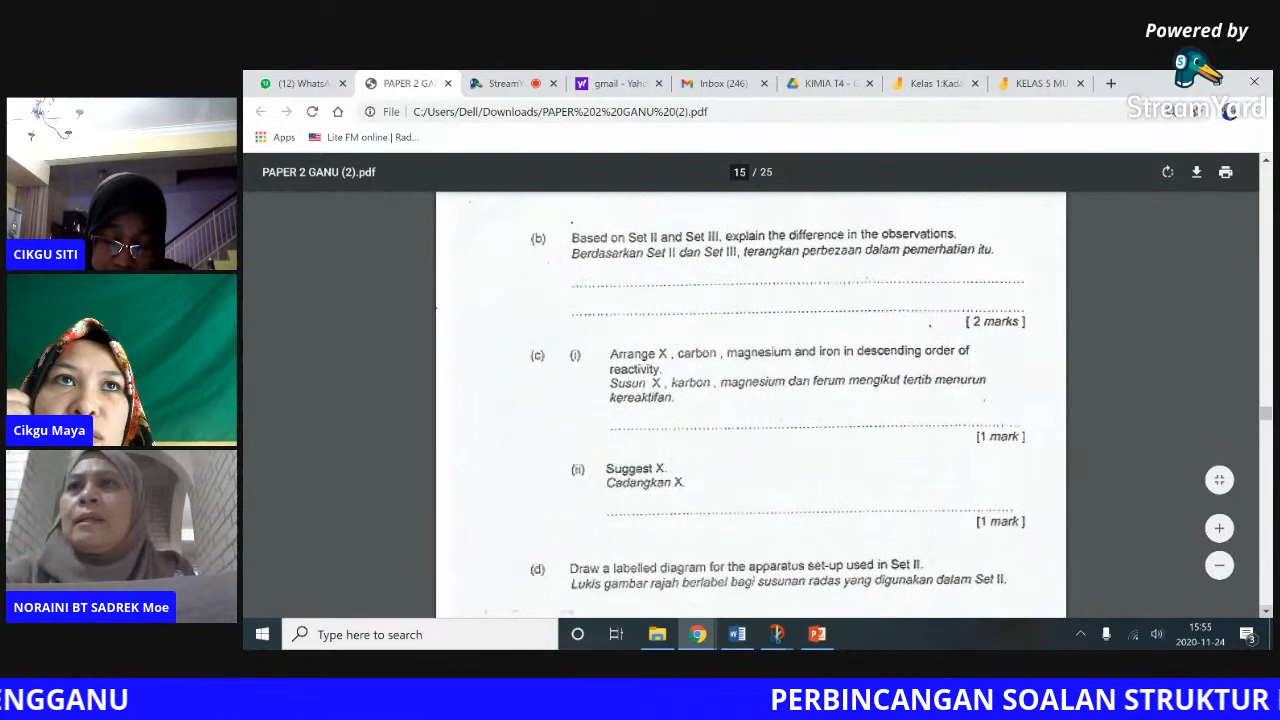 Powered by
StreamYard
(12) WhatsA
PAPER 2 GA
StreamY
gmail - Yaho
Inbox (246)
KIMIA T4 - G
Kelas 1:Kada
KELAS 5 MU
File
C:/Users/Dell/Downloads/PAPER%202%20GANU%20(2).pdf
Apps
Lite FM online | Rad...
PAPER 2 GANU (2).pdf
15 / 25
(b) Based on Set II and Set III, explain the difference in the observations.
Berdasarkan Set II dan Set III, terangkan perbezaan dalam pemerhatian itu.
[ 2 marks ]
(c) (i) Arrange X , carbon , magnesium and iron in descending order of
reactivity.
Susun X , karbon , magnesium dan ferum mengikut tertib menurun
kereaktifan.
[1 mark ]
(ii) Suggest X.
Cadangkan X.
[1 mark ]
(d) Draw a labelled diagram for the apparatus set-up used in Set II.
Lukis gambar rajah berlabel bagi susunan radas yang digunakan dalam Set II.
CIKGU SITI
Cikgu Maya
NORAINI BT SADREK Moe
Type here to search
15:55
2020-11-24
3
ENGGANU
PERBINCANGAN SOALAN STRUKTUR